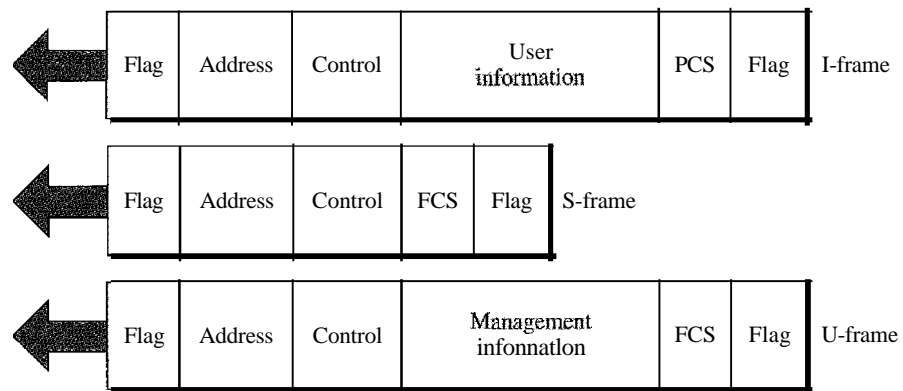 Flag Address Control User information PCS Flag I-frame
Flag Address Control FCS Flag S-frame
Flag Address Control Management infonnatlon FCS Flag U-frame